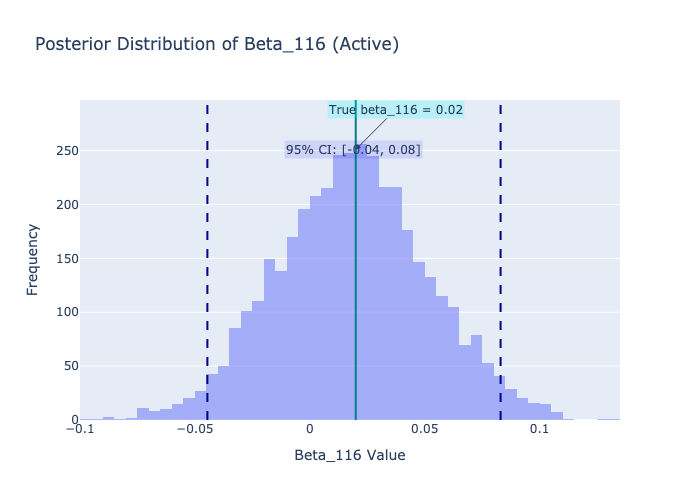 Posterior Distribution of Beta_116 (Active)
True beta_116 = 0.02
95% CI: [-0.04, 0.08]
250
200
150
100
50
0
Frequency
−0.1
−0.05
0
0.05
0.1
Beta_116 Value